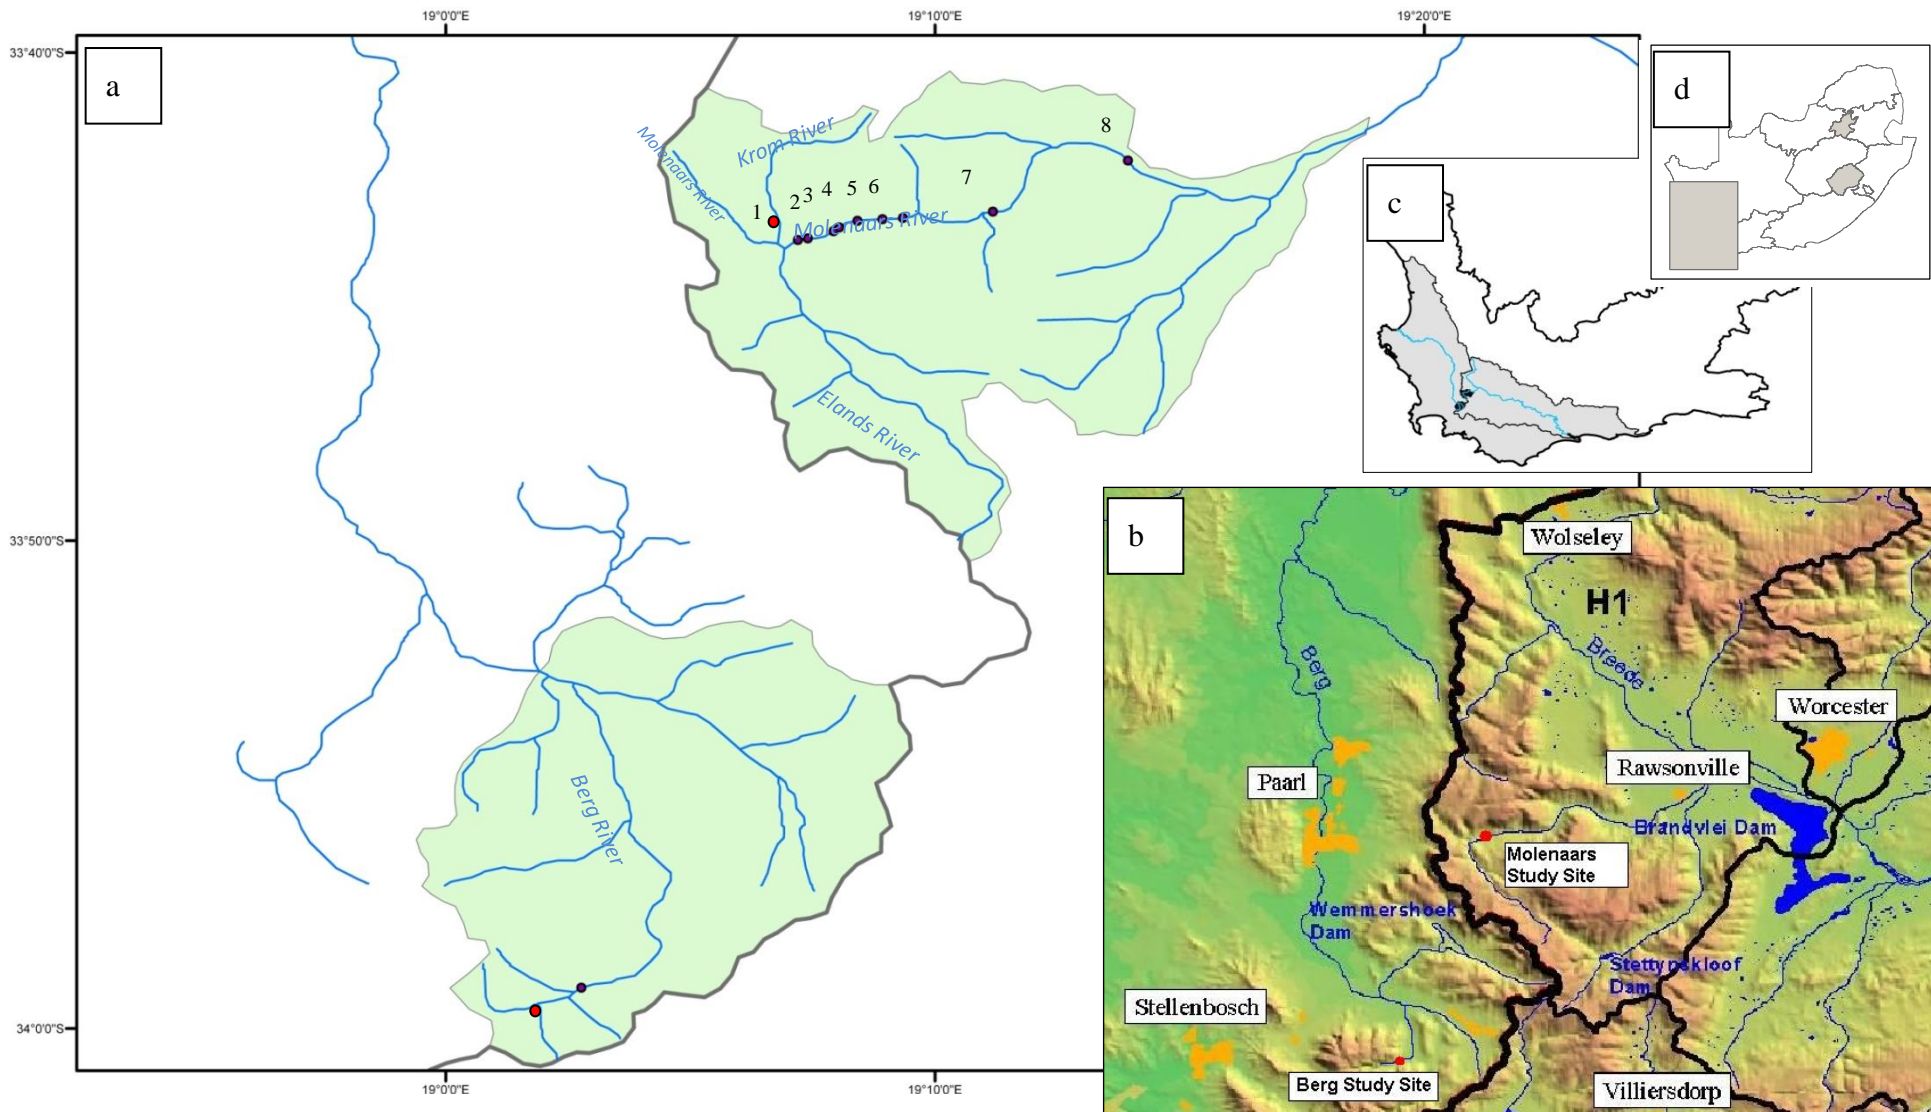 19°0'0"E
19°10'0"E
19°20'0"E
33°40'0"S
a
d
8
Krom River
Molenaars River
c
7
2 3 4 5 6
1
Molenaars River
Elands River
b
Wolseley
33°50'0"S
H1
Breede
Berg
Worcester
Rawsonville
Paarl
Brandvlei Dam
Berg River
Molenaars
Study Site
Wemmershoek
Dam
Stettynskloof
Dam
Stellenbosch
34°0'0"S
Berg Study Site
Villiersdorp
19°0'0"E
19°10'0"E